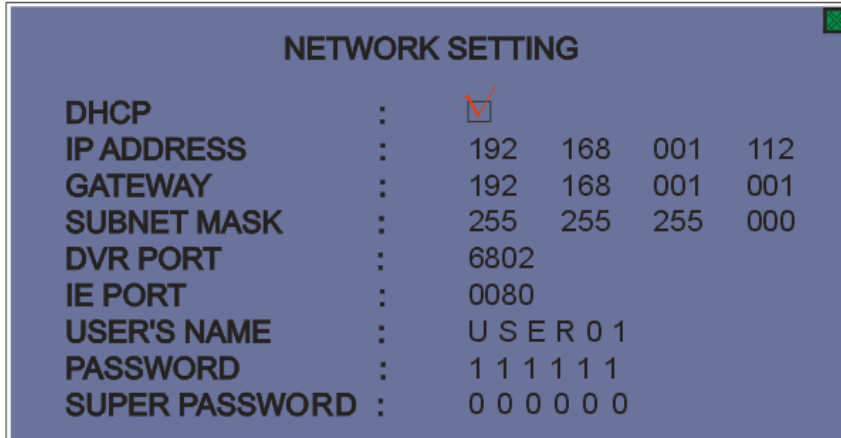 NETWORK SETTING
DHCP :
IP ADDRESS : 192 168 001 112
GATEWAY : 192 168 001 001
SUBNET MASK : 255 255 255 000
DVR PORT : 6802
IE PORT : 0080
USER'S NAME : U S E R 0 1
PASSWORD : 1 1 1 1 1 1
SUPER PASSWORD : 0 0 0 0 0 0